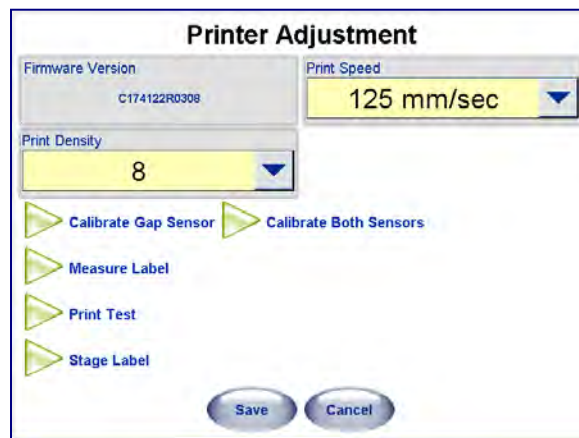 Printer Adjustment
Firmware Version
C174122R0308
Print Speed
125 mm/sec
Print Density
8
Calibrate Gap Sensor
Calibrate Both Sensors
Measure Label
Print Test
Stage Label
Save
Cancel